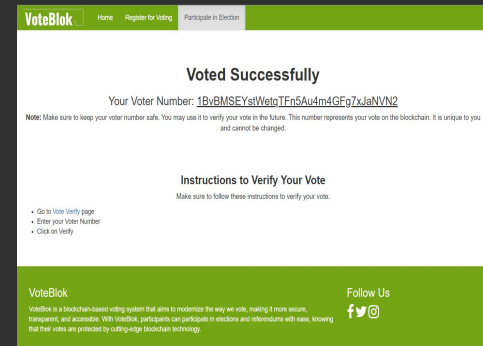 VoteBlok
Home Register for Voting Participate in Election
Voted Successfully
Your Voter Number: 1BvBMSEYstWetqTFn5Au4m4GFg7xJaNVN2
Note: Make sure to keep your voter number safe. You may use it to verify your vote in the future. This number represents your vote on the blockchain. It is unique to you
and cannot be changed.
Instructions to Verify Your Vote
Make sure to follow these instructions to verify your vote.
• Go to Vote Verify page
• Enter your Voter Number
• Click on Verify
VoteBlok
Follow Us
VoteBlok is a blockchain-based voting system that aims to modernize the way we vote, making it more secure,
transparent, and accessible. With VoteBlok, participants can participate in elections and referendums with ease, knowing
that their votes are protected by cutting-edge blockchain technology.